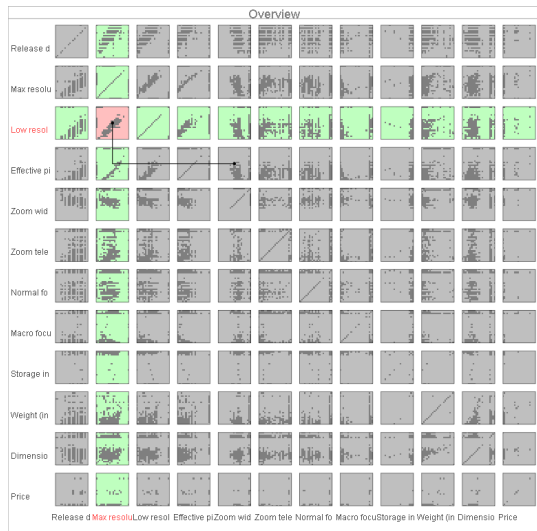 Overview
Release d
Max resolu
Low resol
Effective pi
Zoom wid
Zoom tele
Normal fo
Macro focu
Storage in
Weight (in
Dimensio
Price
Release d Max resolu Low resol Effective pi Zoom wid Zoom tele Normal fo Macro focu Storage in Weight (in Dimensio Price